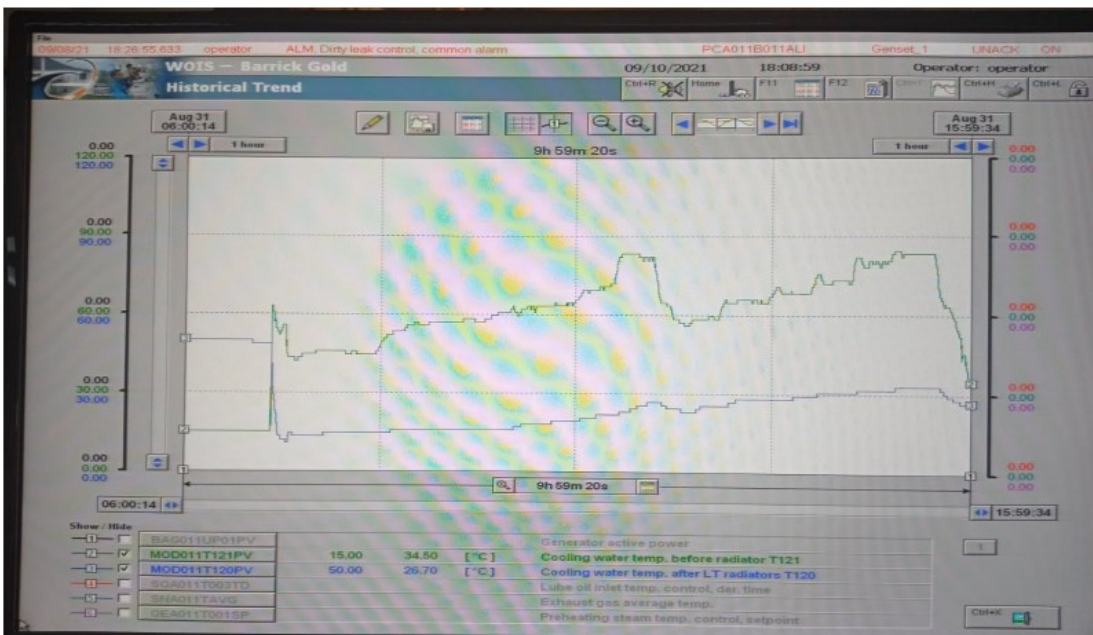 File
09/08/21 18:26:55.633 operator ALM, Dirty leak control, common alarm PCA011B011ALI Genset_1 UNACK ON
WOIS – Barrick Gold 09/10/2021 18:08:59 Operator: operator
Historical Trend Ctrl+R Home F11 F12 Ctrl+T Ctrl+H Ctrl+L
Aug 31 06:00:14
Aug 31 15:59:34
1 hour 9h 59m 20s 1 hour
0.00 0.00
120.00 0.00
120.00 0.00
0.00 0.00
90.00 0.00
90.00 0.00
0.00 0.00
60.00 0.00
60.00 0.00
0.00 0.00
30.00 0.00
30.00 0.00
0.00 0.00
0.00 0.00
0.00 0.00
9h 59m 20s
06:00:14 15:59:34
Show / Hide
1 BAG011UP01PV Generator active power 1
2 MOD011T121PV 15.00 34.50 [°C] Cooling water temp. before radiator T121
3 MOD011T120PV 50.00 26.70 [°C] Cooling water temp. after LT radiators T120
4 SQA011T003TD Lube oil inlet temp. control, der. time
5 SNA011TAVG Exhaust gas average temp.
6 OEA011T001SP Preheating steam temp. control, setpoint
Ctrl+X